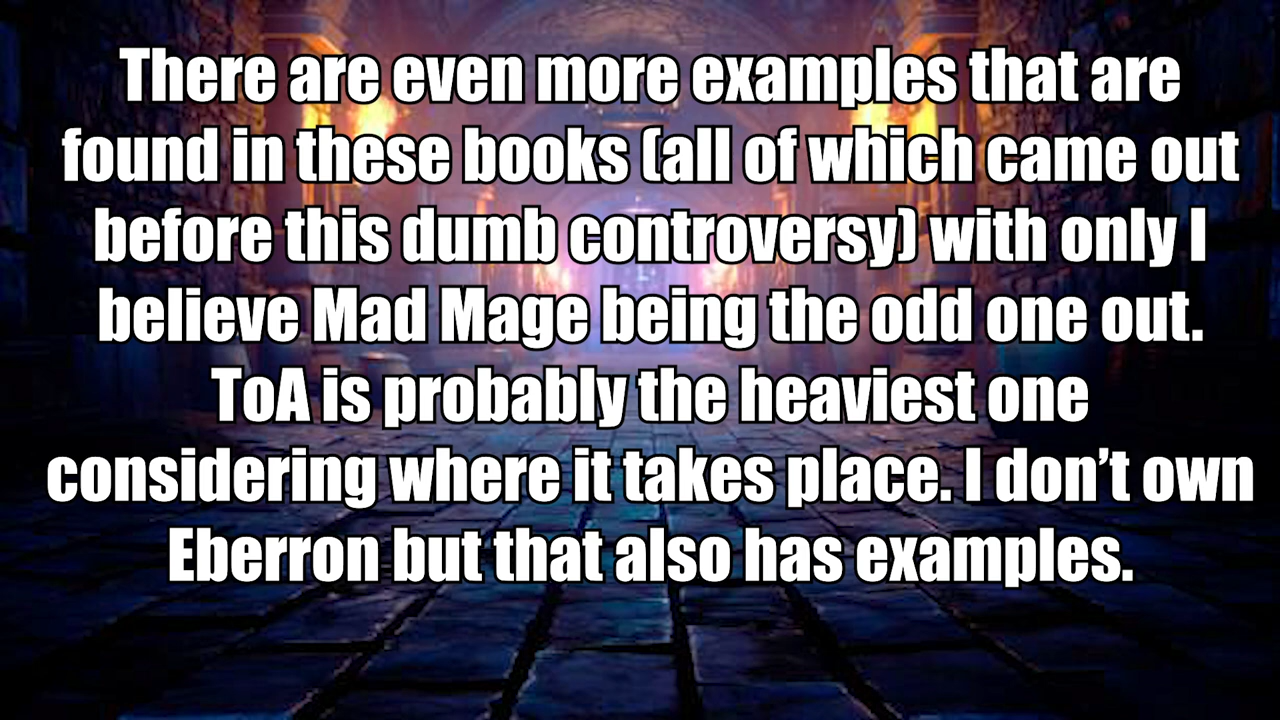 There are even more examples that are
found in these books (all of which came out
before this dumb controversy) with only I
believe Mad Mage being the odd one out.
ToA is probably the heaviest one
considering where it takes place. I don’t own
Eberron but that also has examples.